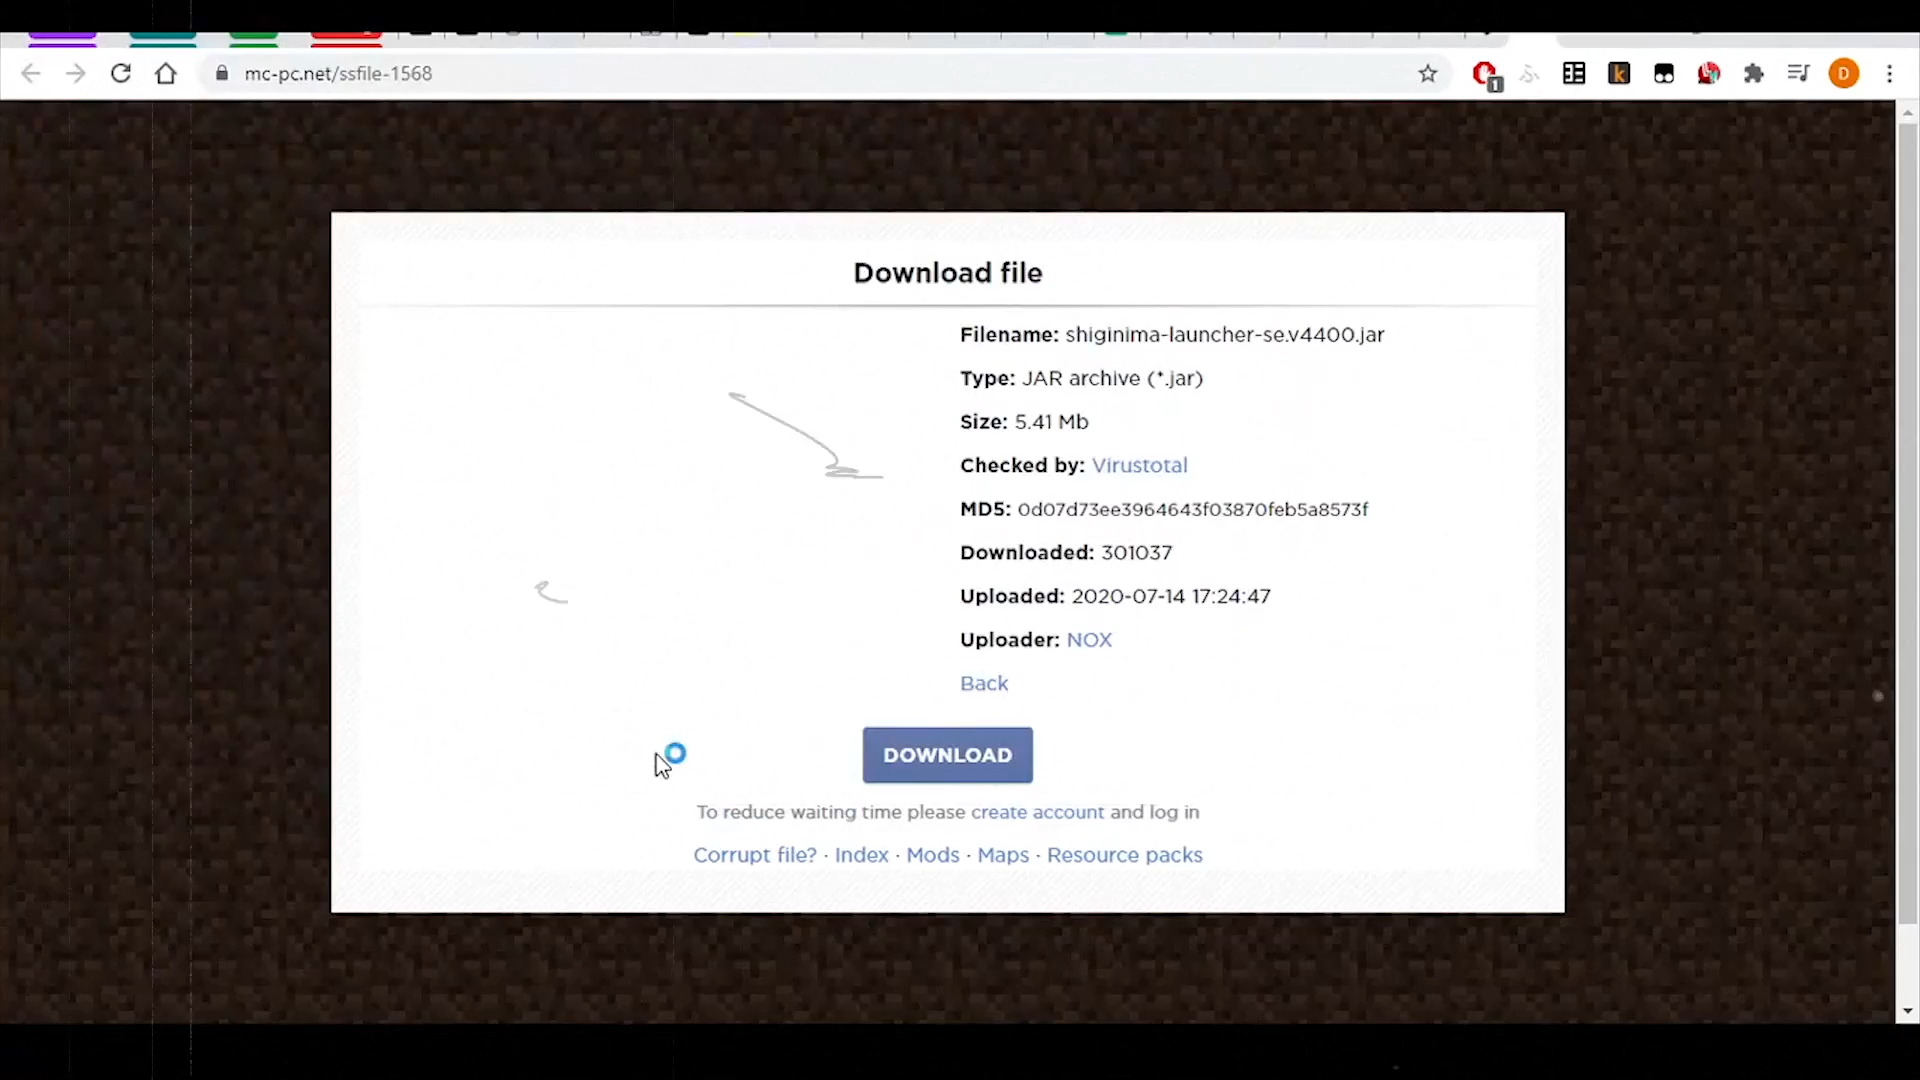 mc-pc.net/ssfile-1568
1
k
D
Download file
Filename: shiginima-launcher-se.v4400.jar
Type: JAR archive (*.jar)
Size: 5.41 Mb
Checked by: Virustotal
MD5: 0d07d73ee3964643f03870feb5a8573f
Downloaded: 301037
Uploaded: 2020-07-14 17:24:47
Uploader: NOX
Back
DOWNLOAD
To reduce waiting time please create account and log in
Corrupt file? · Index · Mods · Maps · Resource packs